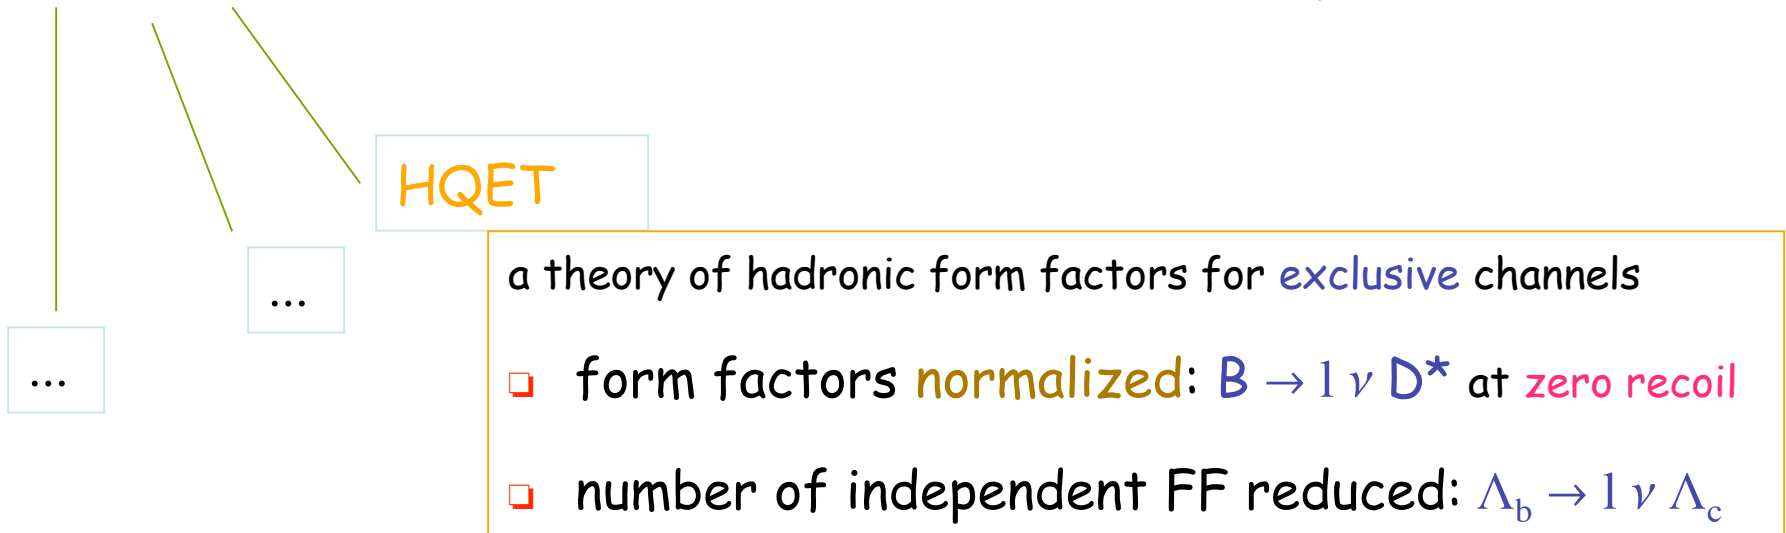 HQET
a theory of hadronic form factors for exclusive channels
...
...
❏ form factors normalized: B → l ν D* at zero recoil
❏ number of independent FF reduced: Λb → l ν Λc